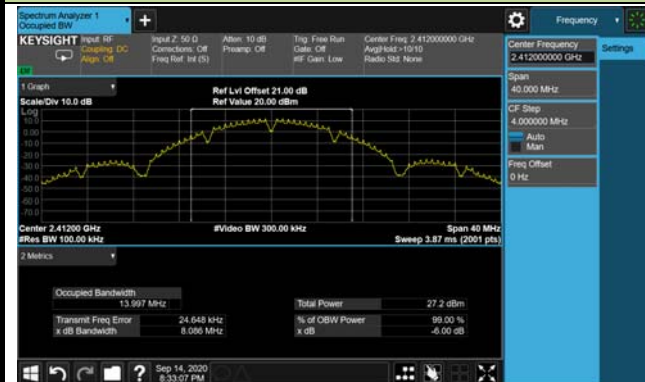 Spectrum Analyzer 1
Occupied BW
Frequency
KEYSIGHT
Input: RF
Coupling: DC
Align: Off
Input Z: 50 Ω
Corrections: Off
Freq Ref: Int (S)
Atten: 10 dB
Preamp: Off
Trig: Free Run
Gate: Off
#IF Gain: Low
Center Freq: 2.412000000 GHz
Avg|Hold:>10/10
Radio Std: None
Center Frequency
2.412000000 GHz
Settings
Span
40.000 MHz
CF Step
4.000000 MHz
Auto
Man
Freq Offset
0 Hz
1 Graph
Scale/Div 10.0 dB
Ref Lvl Offset 21.00 dB
Ref Value 20.00 dBm
Log
10.0
0.00
-10.0
-20.0
-30.0
-40.0
-50.0
-60.0
-70.0
Center 2.41200 GHz
#Res BW 100.00 kHz
#Video BW 300.00 kHz
Span 40 MHz
Sweep 3.87 ms (2001 pts)
2 Metrics
Occupied Bandwidth
13.997 MHz
Total Power 27.2 dBm
Transmit Freq Error 24.648 kHz
% of OBW Power 99.00 %
x dB Bandwidth 8.086 MHz
x dB -6.00 dB
?
Sep 14, 2020
8:33:07 PM